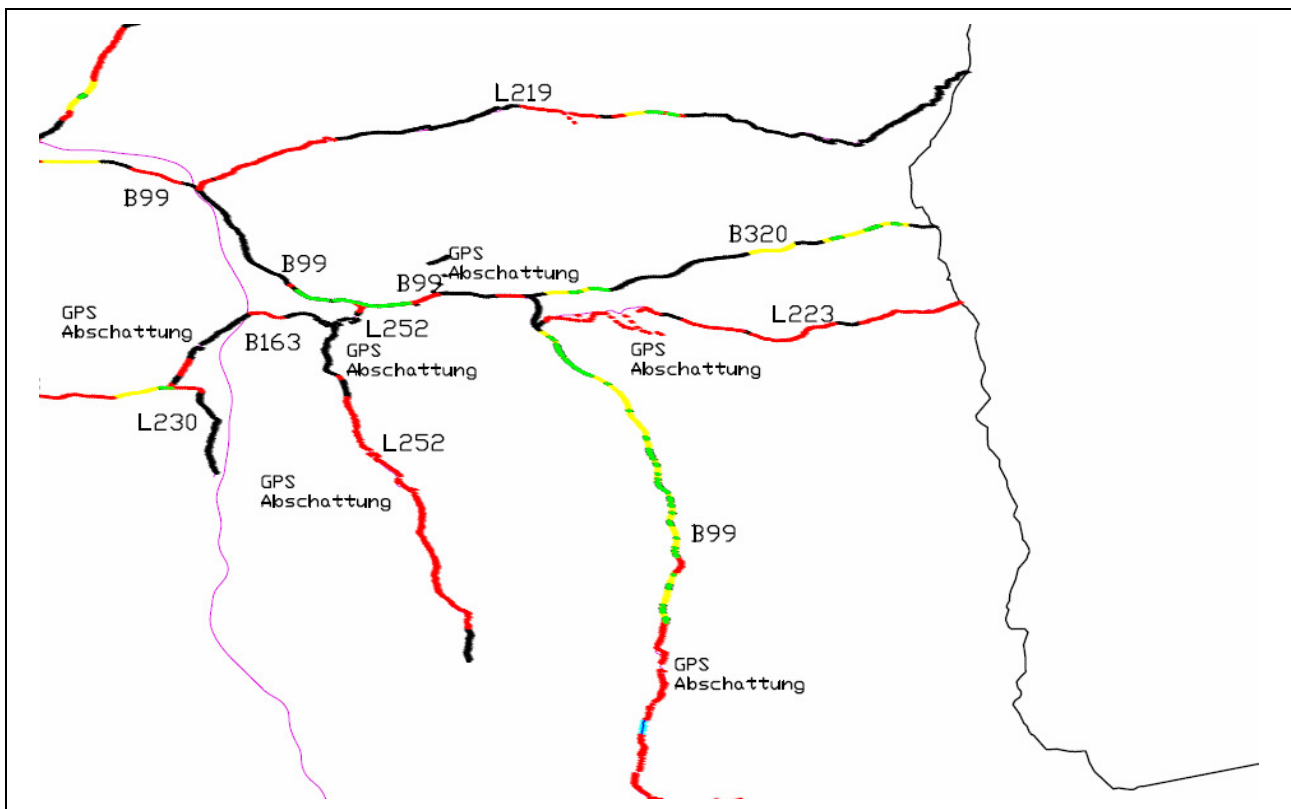 L219
B99
B320
GPS
Abschattung
B99
B99
GPS
Abschattung
L223
L252
B163
GPS
Abschattung
GPS
Abschattung
L230
L252
GPS
Abschattung
B99
GPS
Abschattung